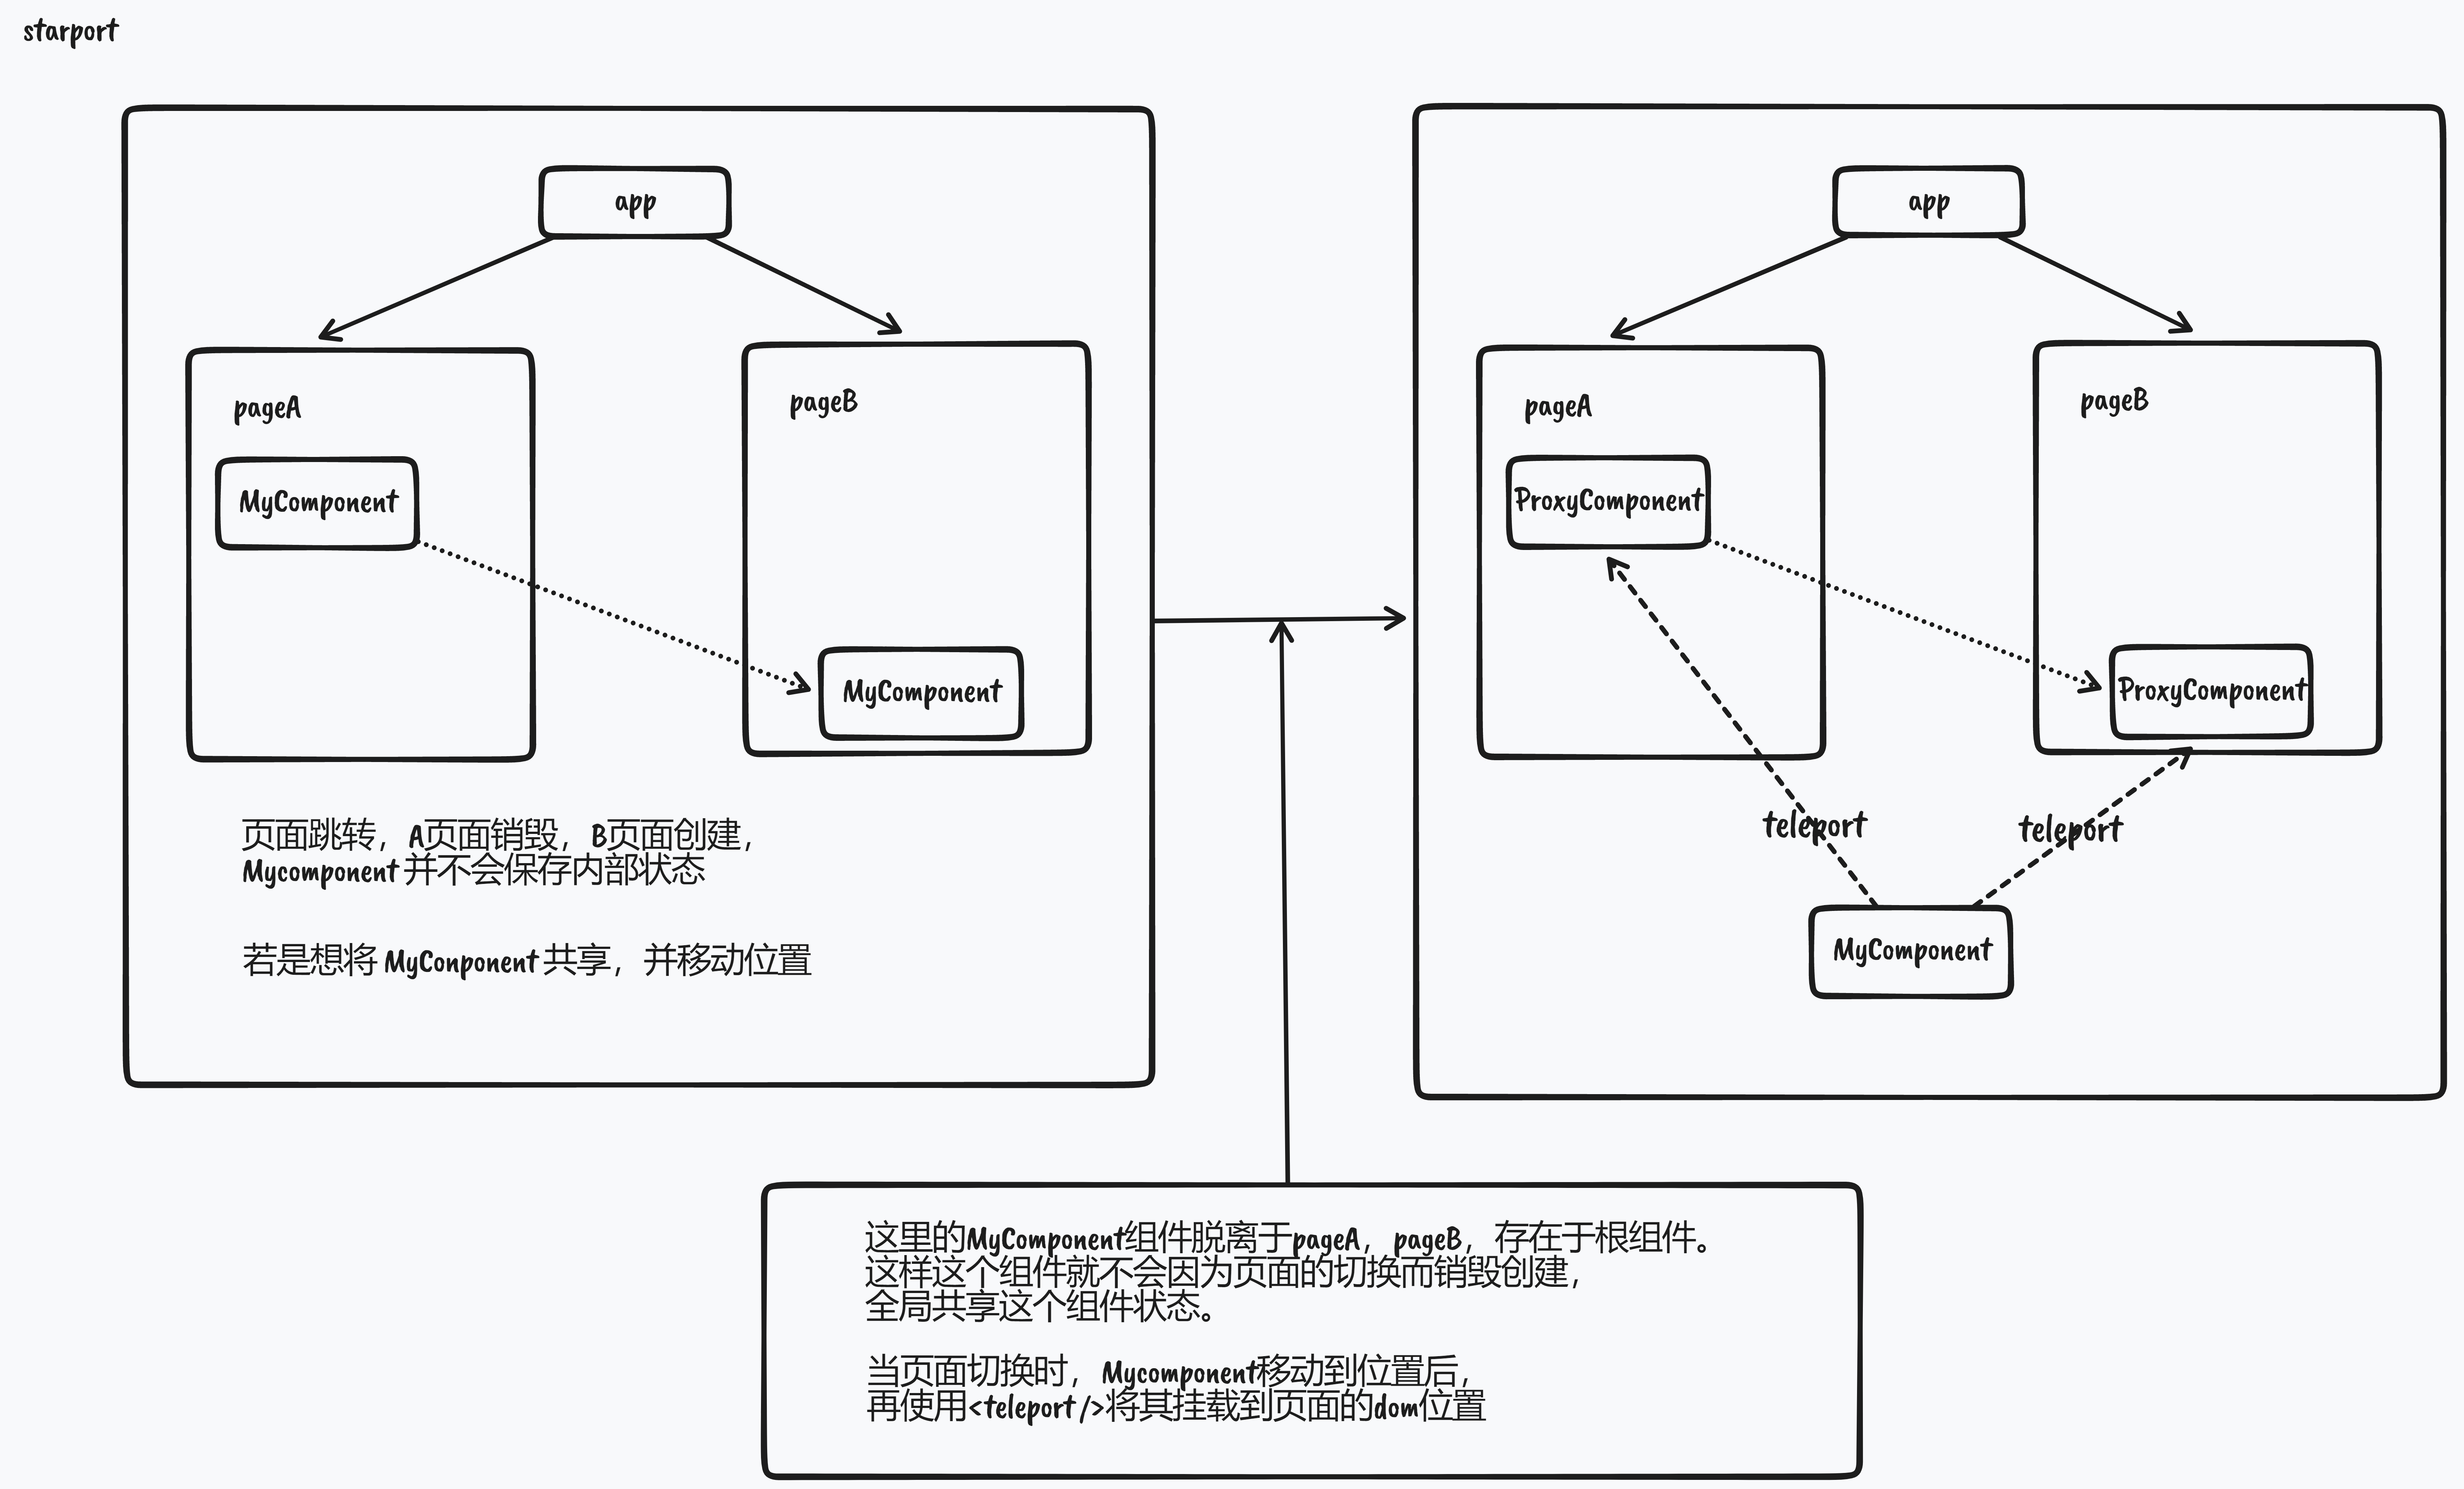 starport
app
pageA
pageB
MyComponent
MyComponent
页面跳转，A页面销毁，B页面创建，
Mycomponent 并不会保存内部状态
若是想将 MyConponent 共享，并移动位置
app
pageA
pageB
ProxyComponent
ProxyComponent
teleport
teleport
MyComponent
这里的MyComponent组件脱离于pageA，pageB，存在于根组件。
这样这个组件就不会因为页面的切换而销毁创建，
全局共享这个组件状态。
当页面切换时，Mycomponent移动到位置后，
再使用<teleport/>将其挂载到页面的dom位置